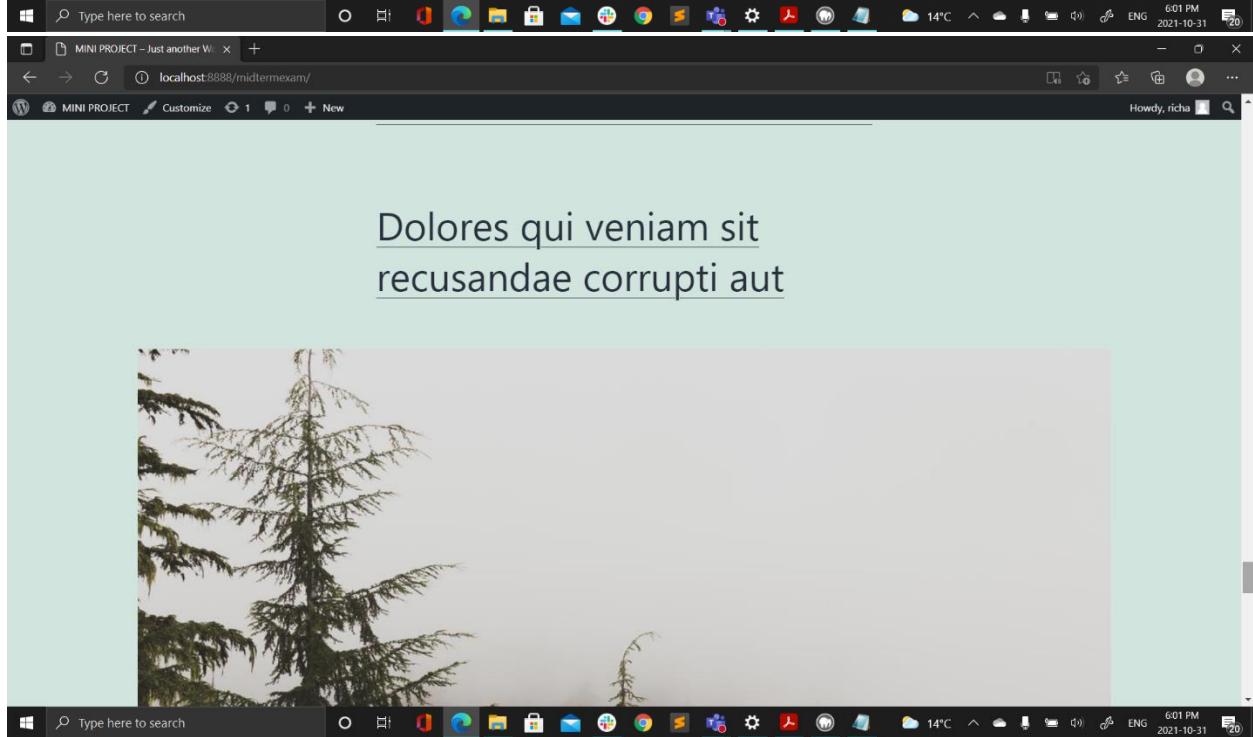 Type here to search 14°C ENG 6:01 PM
2021-10-31 20
MINI PROJECT – Just another W
localhost:8888/midtermexam/
MINI PROJECT Customize 1 0 New Howdy, richa
Dolores qui veniam sit
recusandae corrupti aut
Type here to search 14°C ENG 6:01 PM
2021-10-31 20